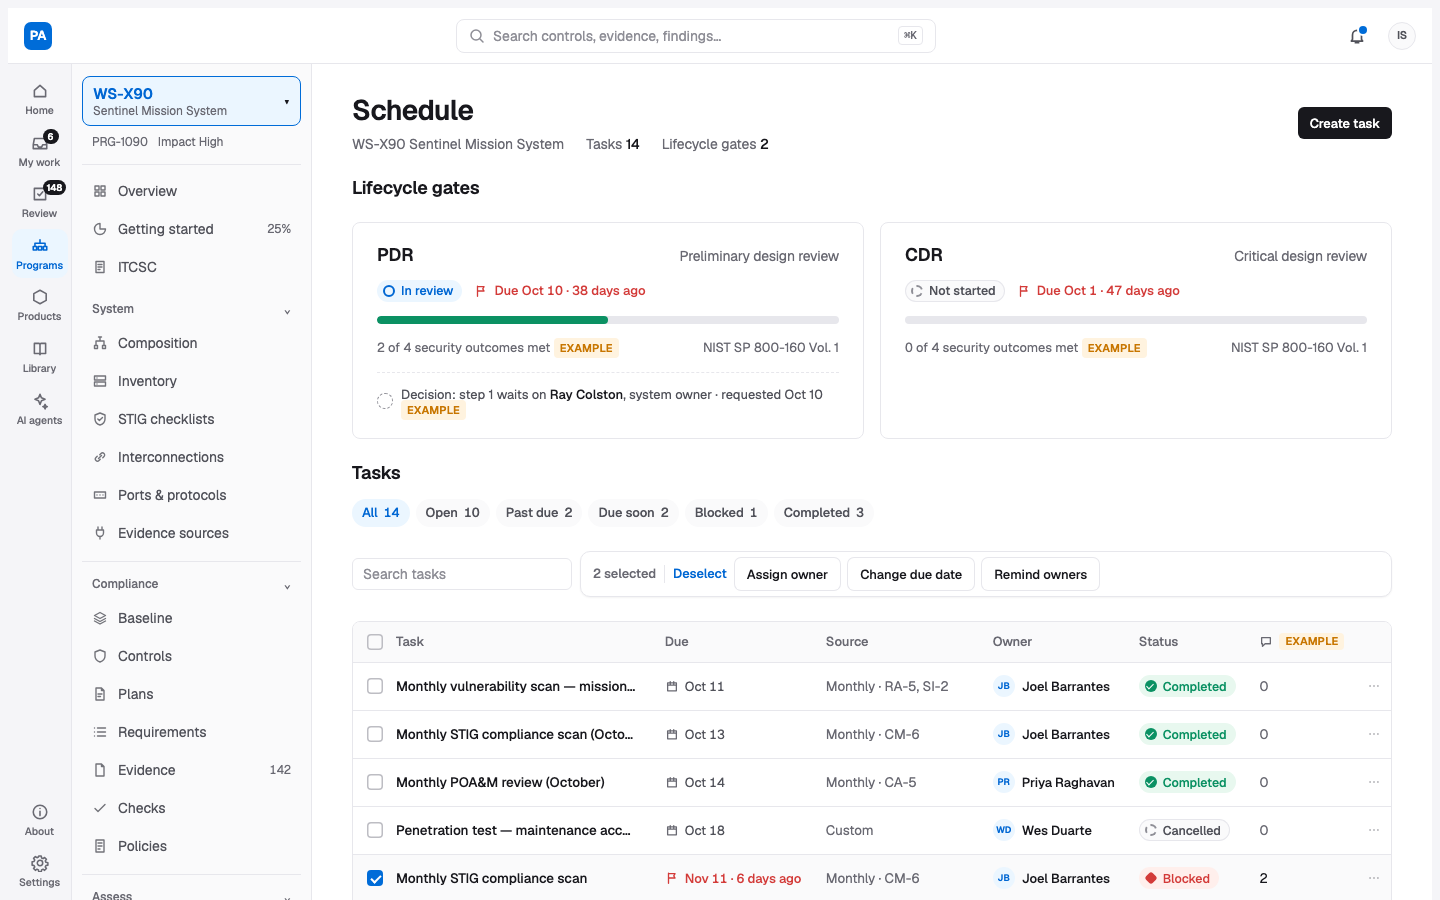 PA
Search controls, evidence, findings...
⌘K
IS
Home
6
My work
148
Review
Programs
Products
Library
AI agents
About
Settings
WS-X90
Sentinel Mission System
PRG-1090 Impact High
Overview
Getting started 25%
ITCSC
System
Composition
Inventory
STIG checklists
Interconnections
Ports & protocols
Evidence sources
Compliance
Baseline
Controls
Plans
Requirements
Evidence 142
Checks
Policies
Assess
Schedule
WS-X90 Sentinel Mission System Tasks 14 Lifecycle gates 2
Create task
Lifecycle gates
PDR Preliminary design review
In review Due Oct 10 · 38 days ago
2 of 4 security outcomes met EXAMPLE NIST SP 800-160 Vol. 1
Decision: step 1 waits on Ray Colston, system owner · requested Oct 10
EXAMPLE
CDR Critical design review
Not started Due Oct 1 · 47 days ago
0 of 4 security outcomes met EXAMPLE NIST SP 800-160 Vol. 1
Tasks
All 14 Open 10 Past due 2 Due soon 2 Blocked 1 Completed 3
Search tasks 2 selected Deselect Assign owner Change due date Remind owners
Task Due Source Owner Status EXAMPLE
Monthly vulnerability scan — mission... Oct 11 Monthly · RA-5, SI-2 JB Joel Barrantes Completed 0 ...
Monthly STIG compliance scan (Octo... Oct 13 Monthly · CM-6 JB Joel Barrantes Completed 0 ...
Monthly POA&M review (October) Oct 14 Monthly · CA-5 PR Priya Raghavan Completed 0 ...
Penetration test — maintenance acc... Oct 18 Custom WD Wes Duarte Cancelled 0 ...
Monthly STIG compliance scan Nov 11 · 6 days ago Monthly · CM-6 JB Joel Barrantes Blocked 2 ...